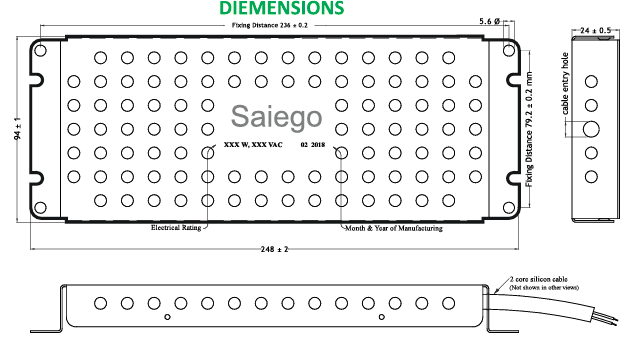 DIEMENSIONS
Fixing Distance 236 ± 0.2
5.6 Ø
24 ± 0.5
94 ± 1
Saiego
XXX W, XXX VAC 02 2018
Fixing Distance 79.2 ± 0.2 mm
cable entry hole
Electrical Rating
Month & Year of Manufacturing
248 ± 2
2 core silicon cable
(Not shown in other views)